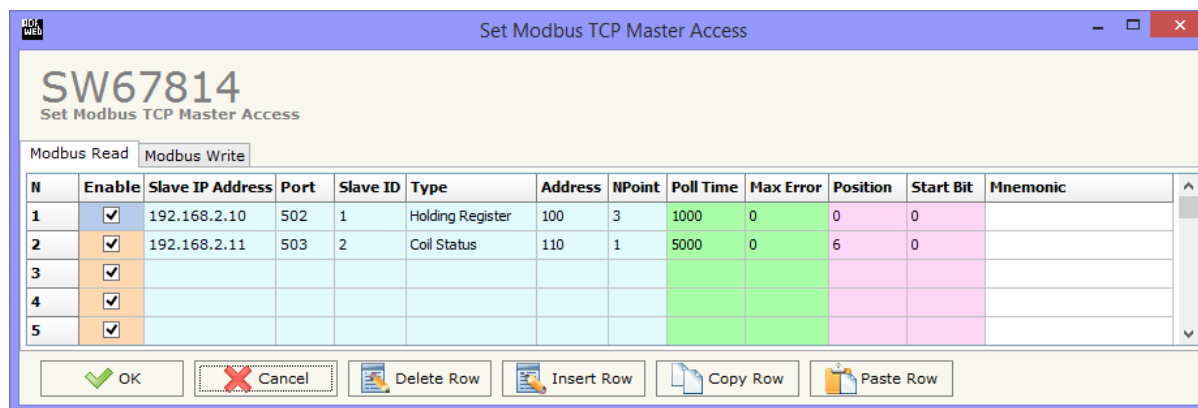 ADF
WEB
Set Modbus TCP Master Access
SW67814
Set Modbus TCP Master Access
Modbus Read Modbus Write
N Enable Slave IP Address Port Slave ID Type Address NPoint Poll Time Max Error Position Start Bit Mnemonic
1 192.168.2.10 502 1 Holding Register 100 3 1000 0 0 0
2 192.168.2.11 503 2 Coil Status 110 1 5000 0 6 0
3
4
5
OK Cancel Delete Row Insert Row Copy Row Paste Row